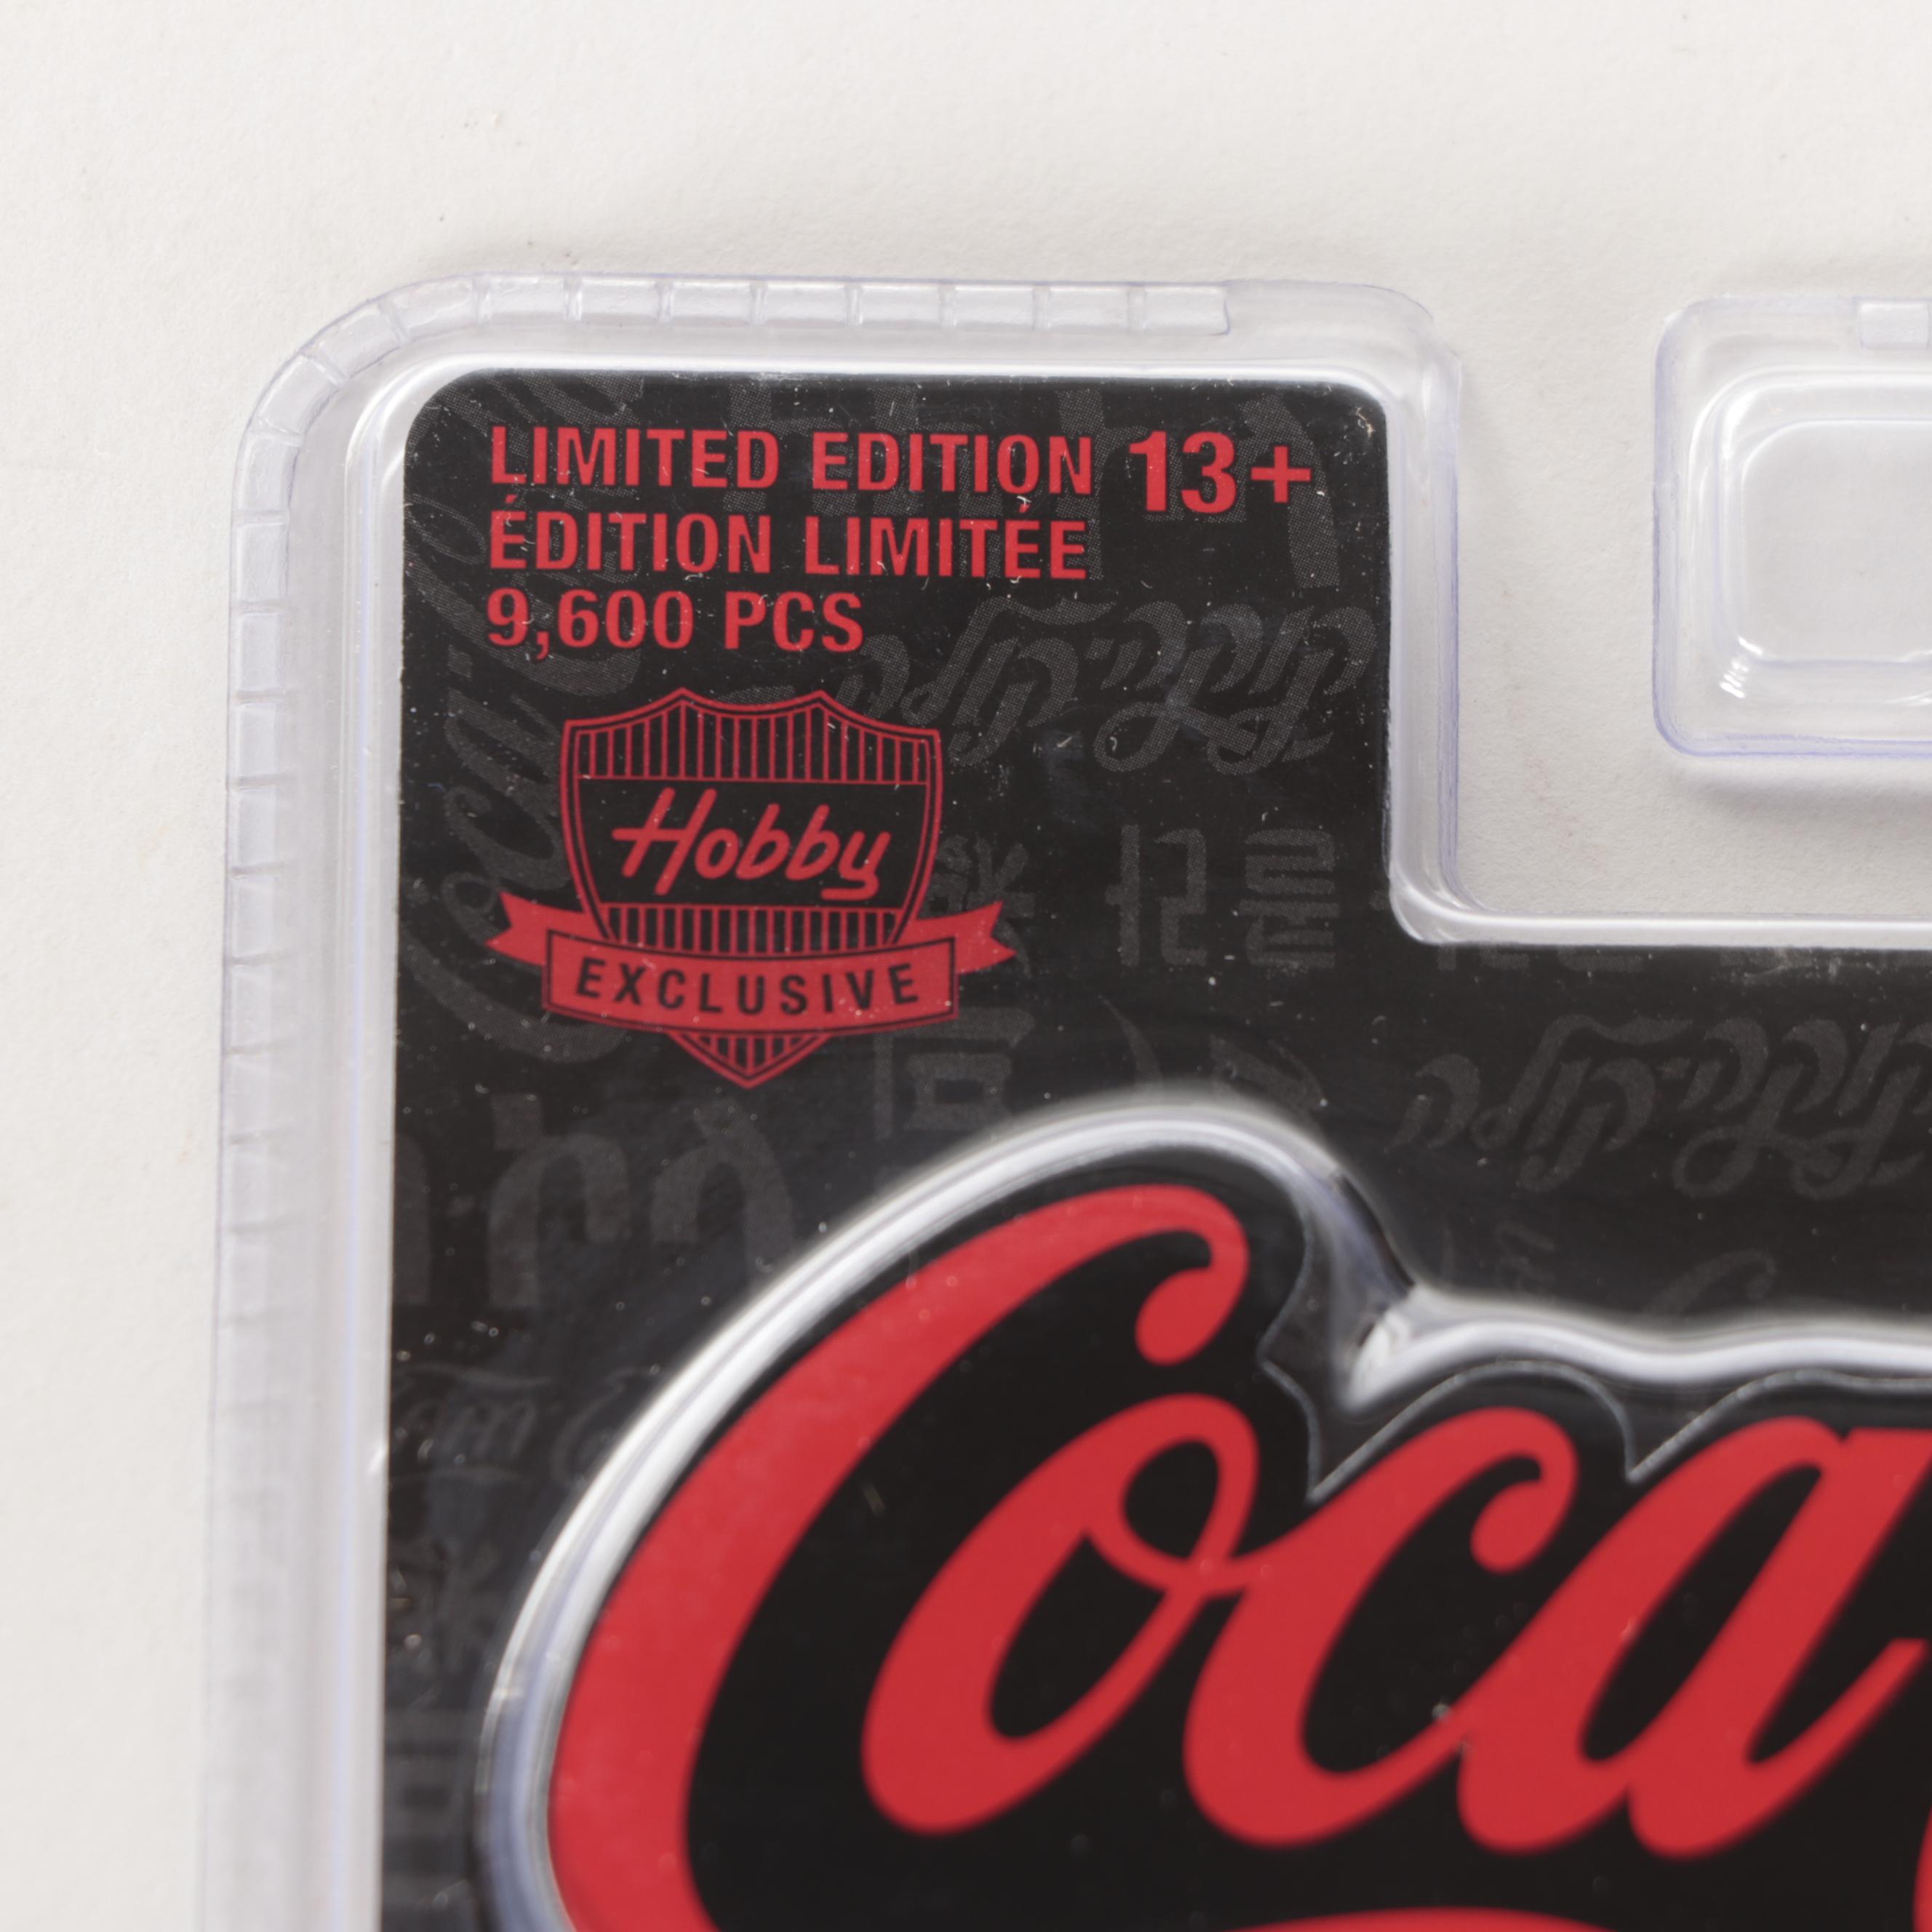 LIMITED EDITION 13+
ÉDITION LIMITÉE
9,600 PCS
Hobby
EXCLUSIVE
Coca